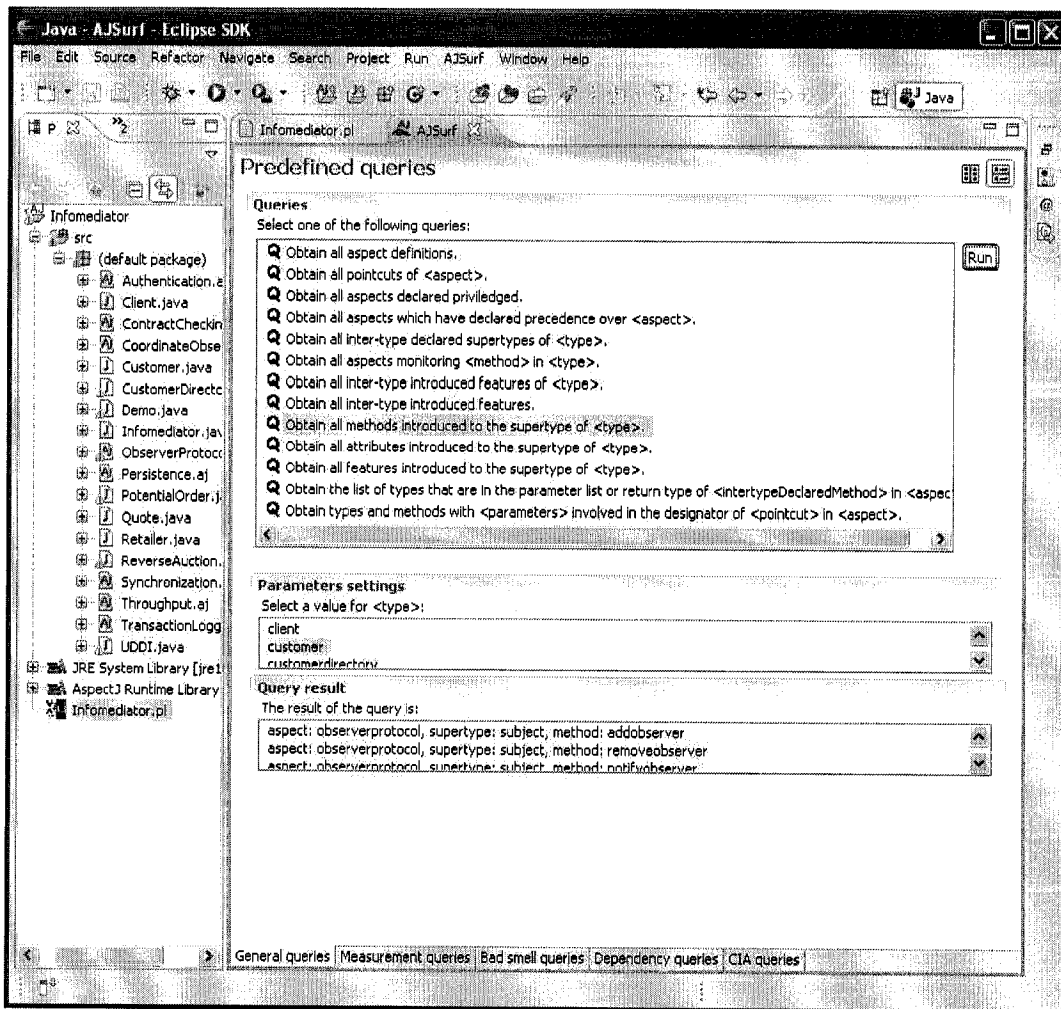 Java - AJSurf - Eclipse SDK
File Edit Source Refactor Navigate Search Project Run AJSurf Window Help
Java
P
2
Infomediator.pl
AJSurf
Infomediator
src
(default package)
Authentication.a
Client.java
ContractCheckin
CoordinateObse
Customer.java
CustomerDirecto
Demo.java
Infomediator.jav
ObserverProtoco
Persistence.aj
PotentialOrder.j
Quote.java
Retailer.java
ReverseAuction.
Synchronization.
Throughput.aj
TransactionLogg
UDDI.java
JRE System Library [jre1
AspectJ Runtime Library
Infomediator.pl
Predefined queries
Queries
Select one of the following queries:
Obtain all aspect definitions.
Obtain all pointcuts of <aspect>.
Obtain all aspects declared priviledged.
Obtain all aspects which have declared precedence over <aspect>.
Obtain all inter-type declared supertypes of <type>.
Obtain all aspects monitoring <method> in <type>.
Obtain all inter-type introduced features of <type>.
Obtain all inter-type introduced features.
Obtain all methods introduced to the supertype of <type>.
Obtain all attributes introduced to the supertype of <type>.
Obtain all features introduced to the supertype of <type>.
Obtain the list of types that are in the parameter list or return type of <intertypeDeclaredMethod> in <aspec
Obtain types and methods with <parameters> involved in the designator of <pointcut> in <aspect>.
Run
Parameters settings
Select a value for <type>:
client
customer
customerdirectory
Query result
The result of the query is:
aspect: observerprotocol, supertype: subject, method: addobserver
aspect: observerprotocol, supertype: subject, method: removeobserver
aspect: observerprotocol, supertype: subject, method: notifyobserver
General queries Measurement queries Bad smell queries Dependency queries CIA queries